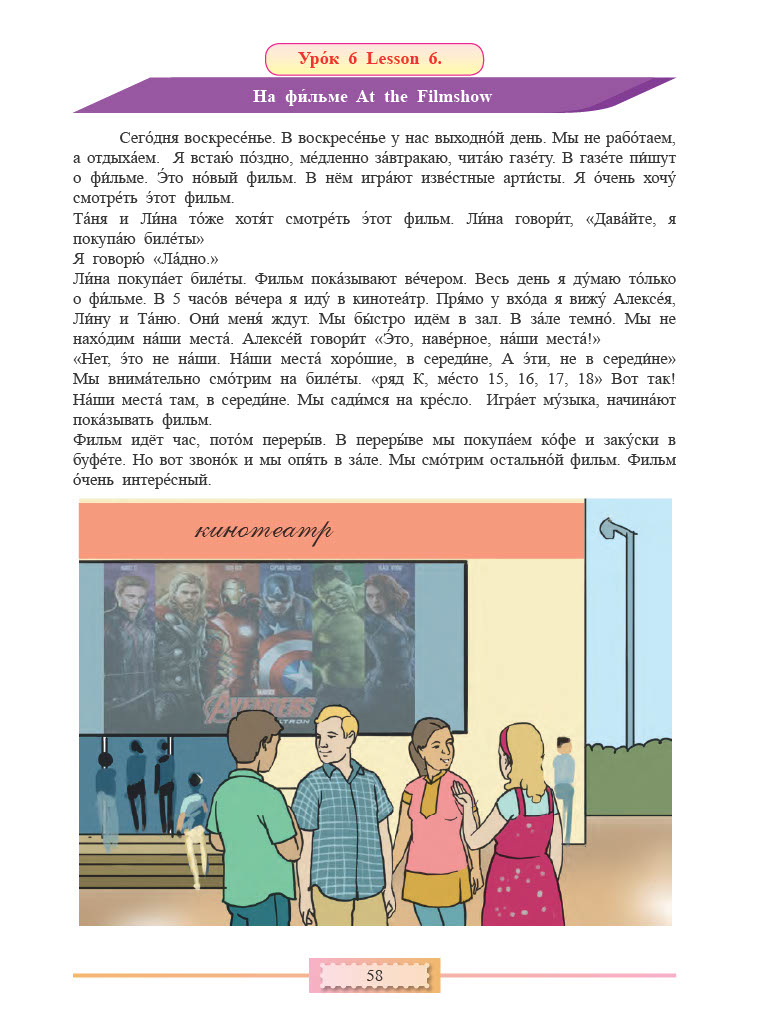 Уро́к 6 Lesson 6.
На фи́льме At the Filmshow
Сего́дня воскресе́нье. В воскресе́нье у нас выходно́й день. Мы не рабо́таем,
а отдыха́ем. Я встаю́ по́здно, ме́дленно за́втракаю, чита́ю газе́ту. В газе́те пи́шут
о фи́льме. Э́то но́вый фильм. В нём игра́ют изве́стные арти́сты. Я о́чень хочу́
смотре́ть э́тот фильм.
Та́ня и Ли́на то́же хотя́т смотре́ть э́тот фильм. Ли́на говори́т, «Дава́йте, я
покупа́ю биле́ты»
Я говорю́ «Ла́дно.»
Ли́на покупа́ет биле́ты. Фильм пока́зывают ве́чером. Весь день я ду́маю то́лько
о фи́льме. В 5 часо́в ве́чера я иду́ в кинотеа́тр. Пря́мо у вхо́да я вижу́ Алексе́я,
Ли́ну и Та́ню. Они́ меня́ ждут. Мы бы́стро идём в зал. В за́ле темно́. Мы не
нахо́дим на́ши места́. Алексе́й говори́т «Э́то, наве́рное, на́ши места́!»
«Нет, э́то не на́ши. На́ши места́ хоро́шие, в середи́не, А э́ти, не в середи́не»
Мы внима́тельно смо́трим на биле́ты. «ряд К, ме́сто 15, 16, 17, 18» Вот так!
На́ши места́ там, в середи́не. Мы сади́мся на кре́сло. Игра́ет му́зыка, начина́ют
пока́зывать фильм.
Фильм идёт час, пото́м переры́в. В переры́ве мы покупа́ем ко́фе и заку́ски в
буфе́те. Но вот звоно́к и мы опя́ть в за́ле. Мы смо́трим остально́й фильм. Фильм
о́чень интере́сный.
кинотеатр
THOR
IRON MAN
CAPTAIN AMERICA
HULK
BLACK WIDOW
MARVEL
AVENGERS
ULTRON
58